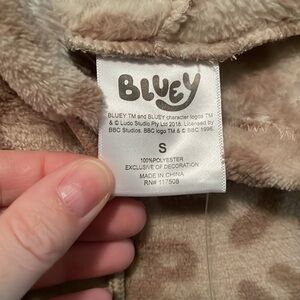 BLUEY
BLUEY TM and BLUEY character logos TM
& © Ludo Studio Pty Ltd 2018. Licensed by
BBC Studios. BBC logo TM & © BBC 1996.
S
100%POLYESTER
EXCLUSIVE OF DECORATION
MADE IN CHINA
RN# 117508